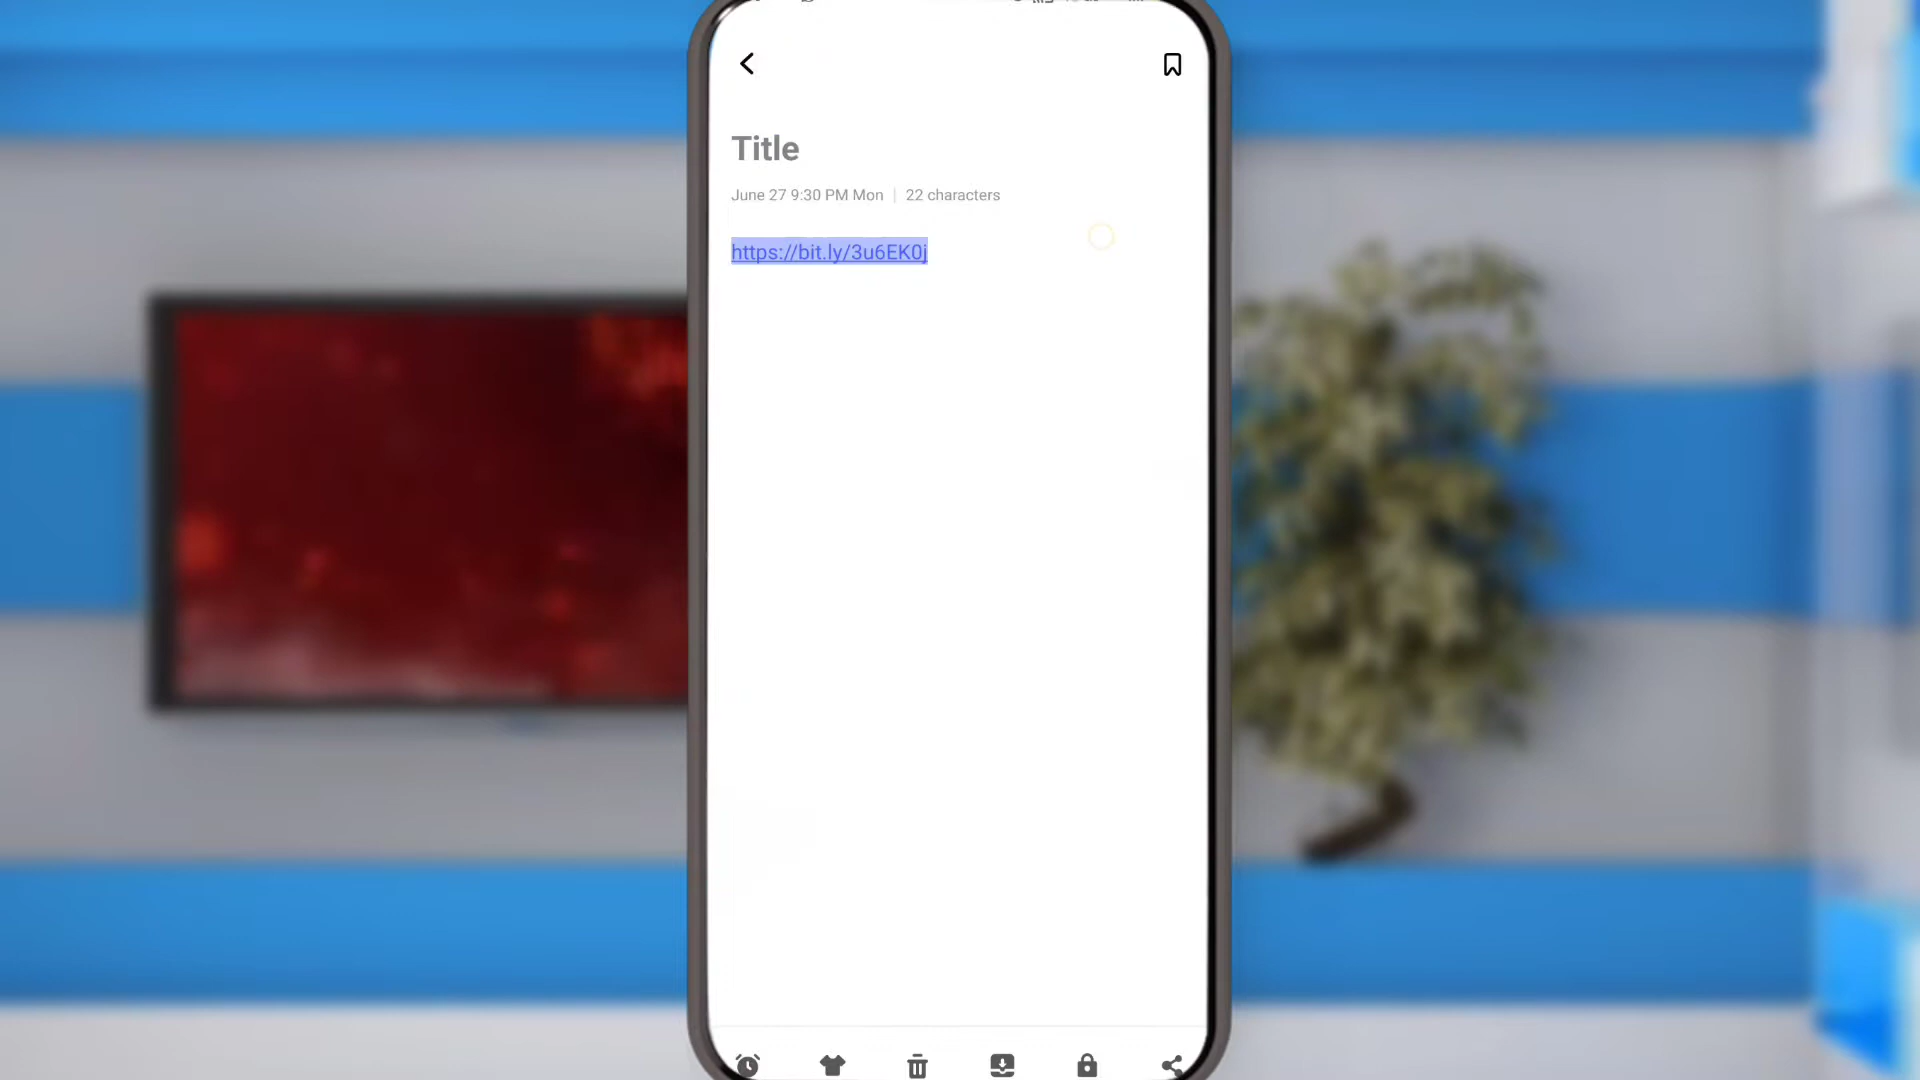 Title
June 27 9:30 PM Mon | 22 characters
https://bit.ly/3u6EK0j